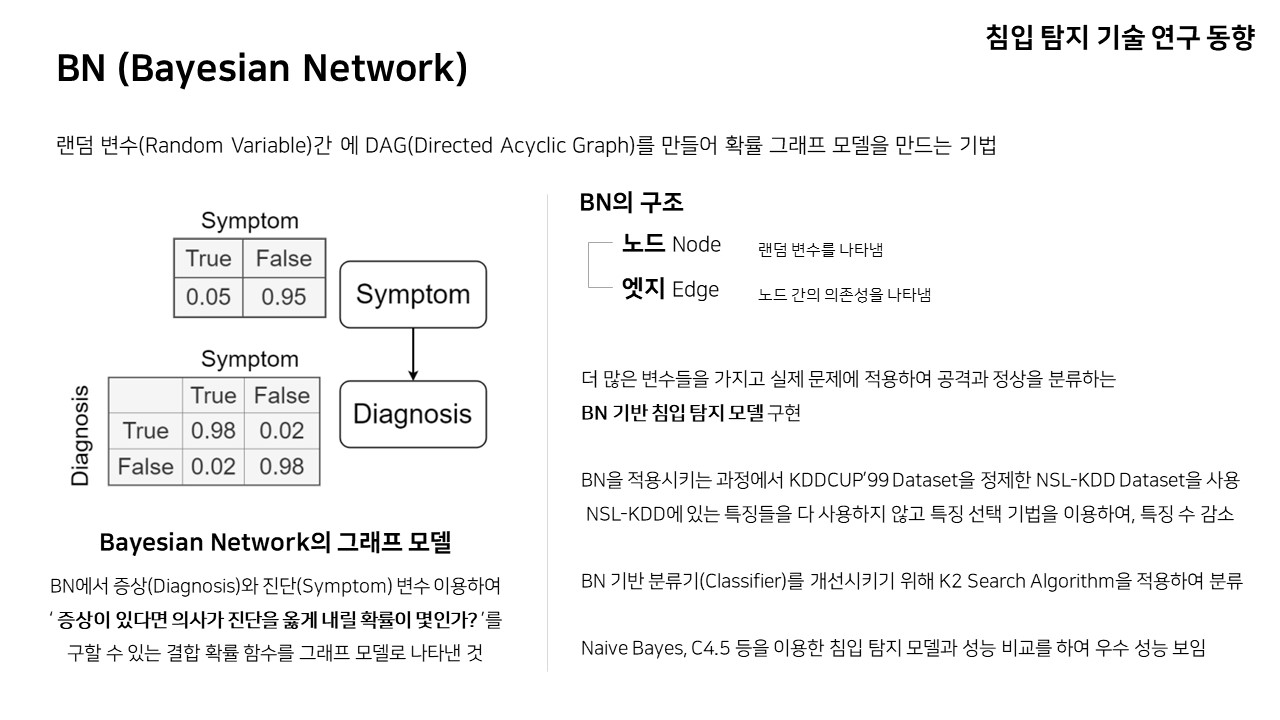 침입 탐지 기술 연구 동향
BN (Bayesian Network)
랜덤 변수(Random Variable)간 에 DAG(Directed Acyclic Graph)를 만들어 확률 그래프 모델을 만드는 기법
Symptom
True False
0.05 0.95
Symptom
Symptom
Diagnosis
True False
True 0.98 0.02
False 0.02 0.98
Diagnosis
Bayesian Network의 그래프 모델
BN에서 증상(Diagnosis)와 진단(Symptom) 변수 이용하여
‘ 증상이 있다면 의사가 진단을 옳게 내릴 확률이 몇인가? ’를
구할 수 있는 결합 확률 함수를 그래프 모델로 나타낸 것
BN의 구조
노드 Node 랜덤 변수를 나타냄
엣지 Edge 노드 간의 의존성을 나타냄
더 많은 변수들을 가지고 실제 문제에 적용하여 공격과 정상을 분류하는
BN 기반 침입 탐지 모델 구현
BN을 적용시키는 과정에서 KDDCUP’99 Dataset을 정제한 NSL-KDD Dataset을 사용
NSL-KDD에 있는 특징들을 다 사용하지 않고 특징 선택 기법을 이용하여, 특징 수 감소
BN 기반 분류기(Classifier)를 개선시키기 위해 K2 Search Algorithm을 적용하여 분류
Naive Bayes, C4.5 등을 이용한 침입 탐지 모델과 성능 비교를 하여 우수 성능 보임